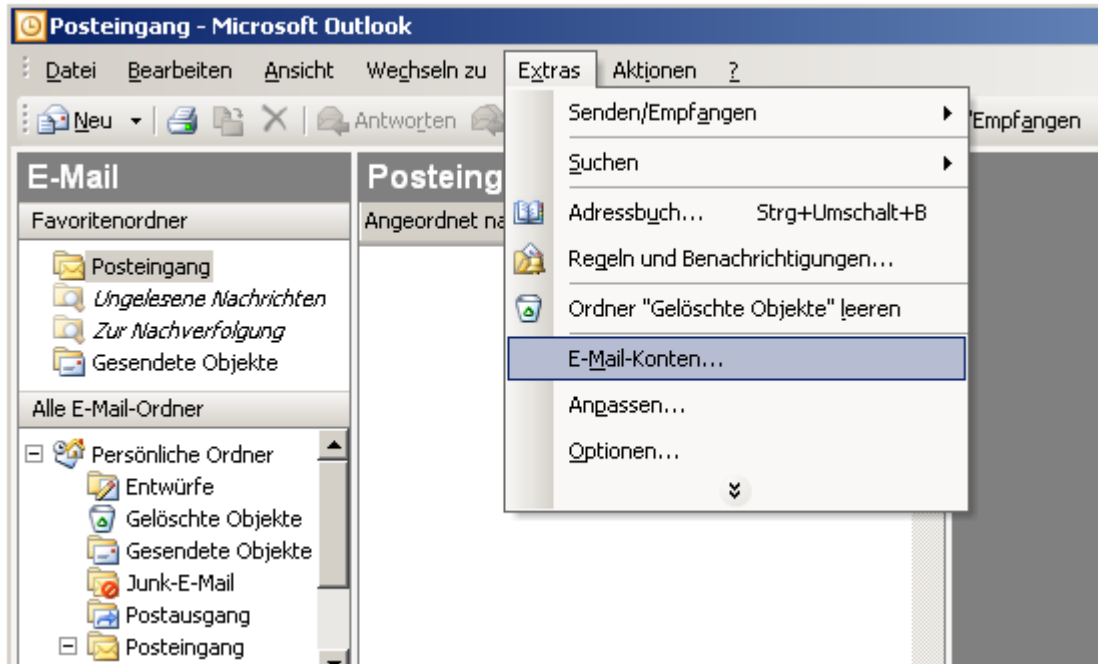 Posteingang - Microsoft Outlook
Datei Bearbeiten Ansicht Wechseln zu Extras Aktionen ?
Neu Antworten Empfangen
E-Mail
Favoritenordner
Posteingang
Ungelesene Nachrichten
Zur Nachverfolgung
Gesendete Objekte
Alle E-Mail-Ordner
Persönliche Ordner
Entwürfe
Gelöschte Objekte
Gesendete Objekte
Junk-E-Mail
Postausgang
Posteingang
Posteing
Angeordnet na
Senden/Empfangen
Suchen
Adressbuch... Strg+Umschalt+B
Regeln und Benachrichtigungen...
Ordner "Gelöschte Objekte" leeren
E-Mail-Konten...
Anpassen...
Optionen...